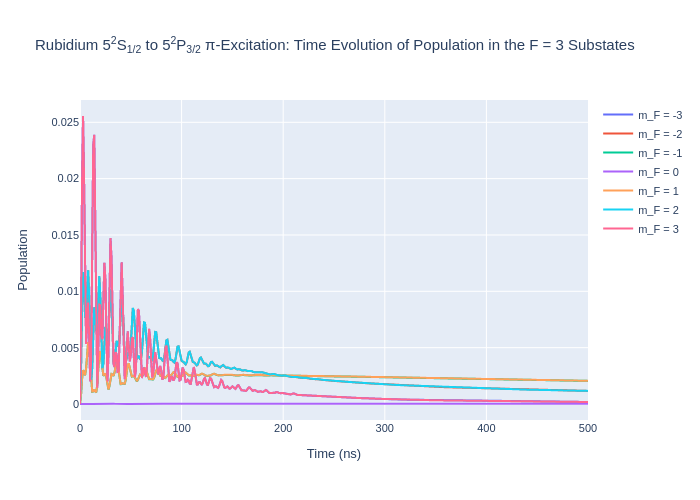 Rubidium 5²S₁/₂ to 5²P₃/₂ π-Excitation: Time Evolution of Population in the F = 3 Substates
0.025
0.02
0.015
0.01
0.005
0
Population
0 100 200 300 400 500
Time (ns)
m_F = -3
m_F = -2
m_F = -1
m_F = 0
m_F = 1
m_F = 2
m_F = 3